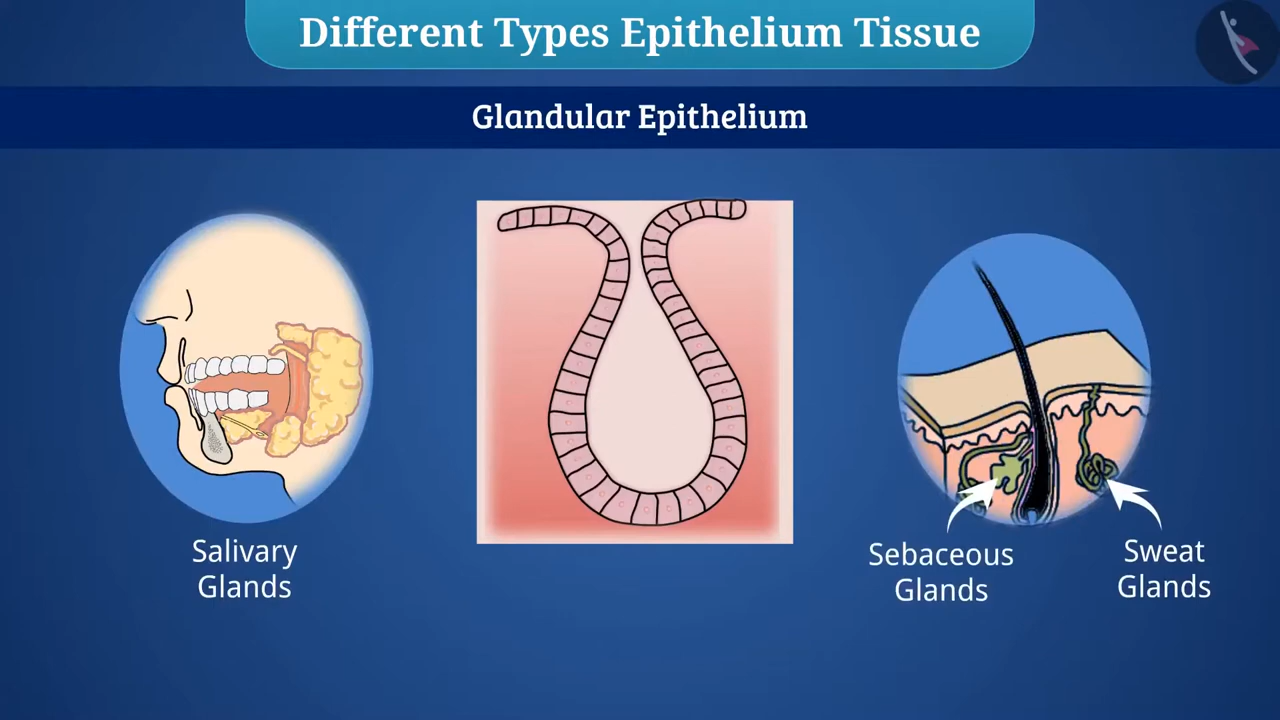 Different Types Epithelium Tissue
Glandular Epithelium
Salivary
Glands
Sebaceous
Glands
Sweat
Glands